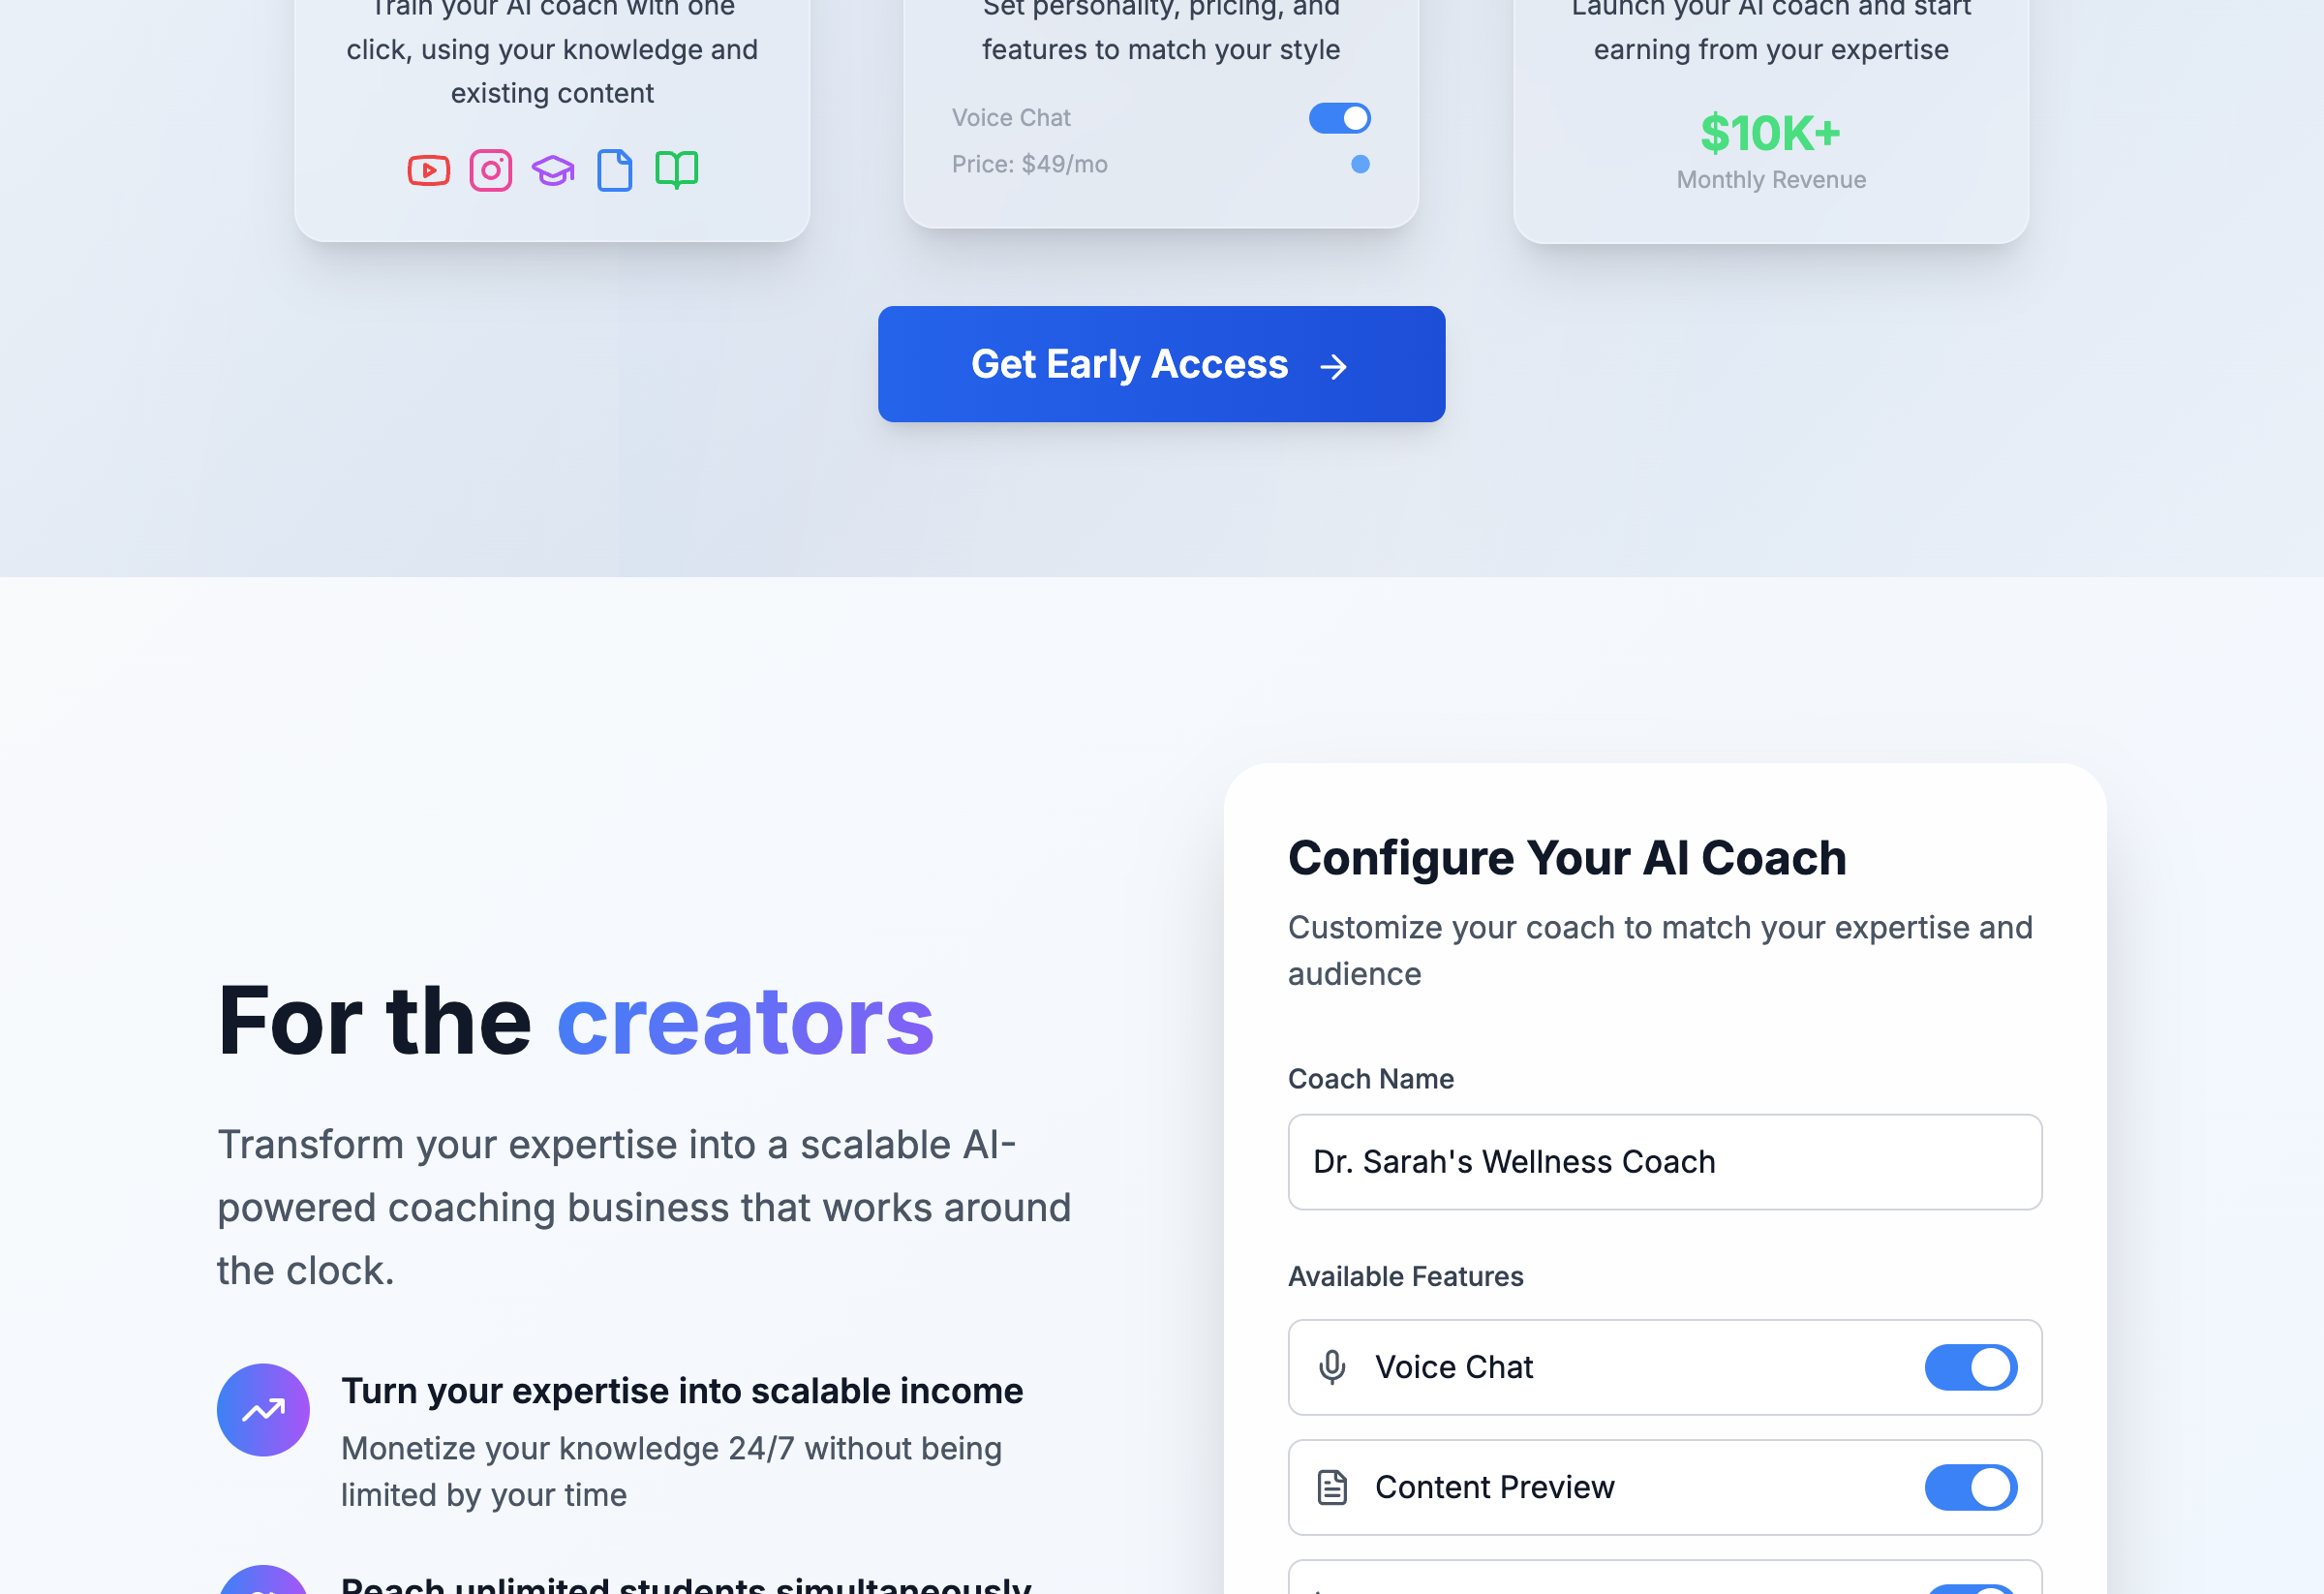 Train your AI coach with one
click, using your knowledge and
existing content
Set personality, pricing, and
features to match your style
Voice Chat
Price: $49/mo
Launch your AI coach and start
earning from your expertise
$10K+
Monthly Revenue
Get Early Access
For the creators
Transform your expertise into a scalable AI-
powered coaching business that works around
the clock.
Turn your expertise into scalable income
Monetize your knowledge 24/7 without being
limited by your time
Reach unlimited students simultaneously
Configure Your AI Coach
Customize your coach to match your expertise and
audience
Coach Name
Dr. Sarah's Wellness Coach
Available Features
Voice Chat
Content Preview